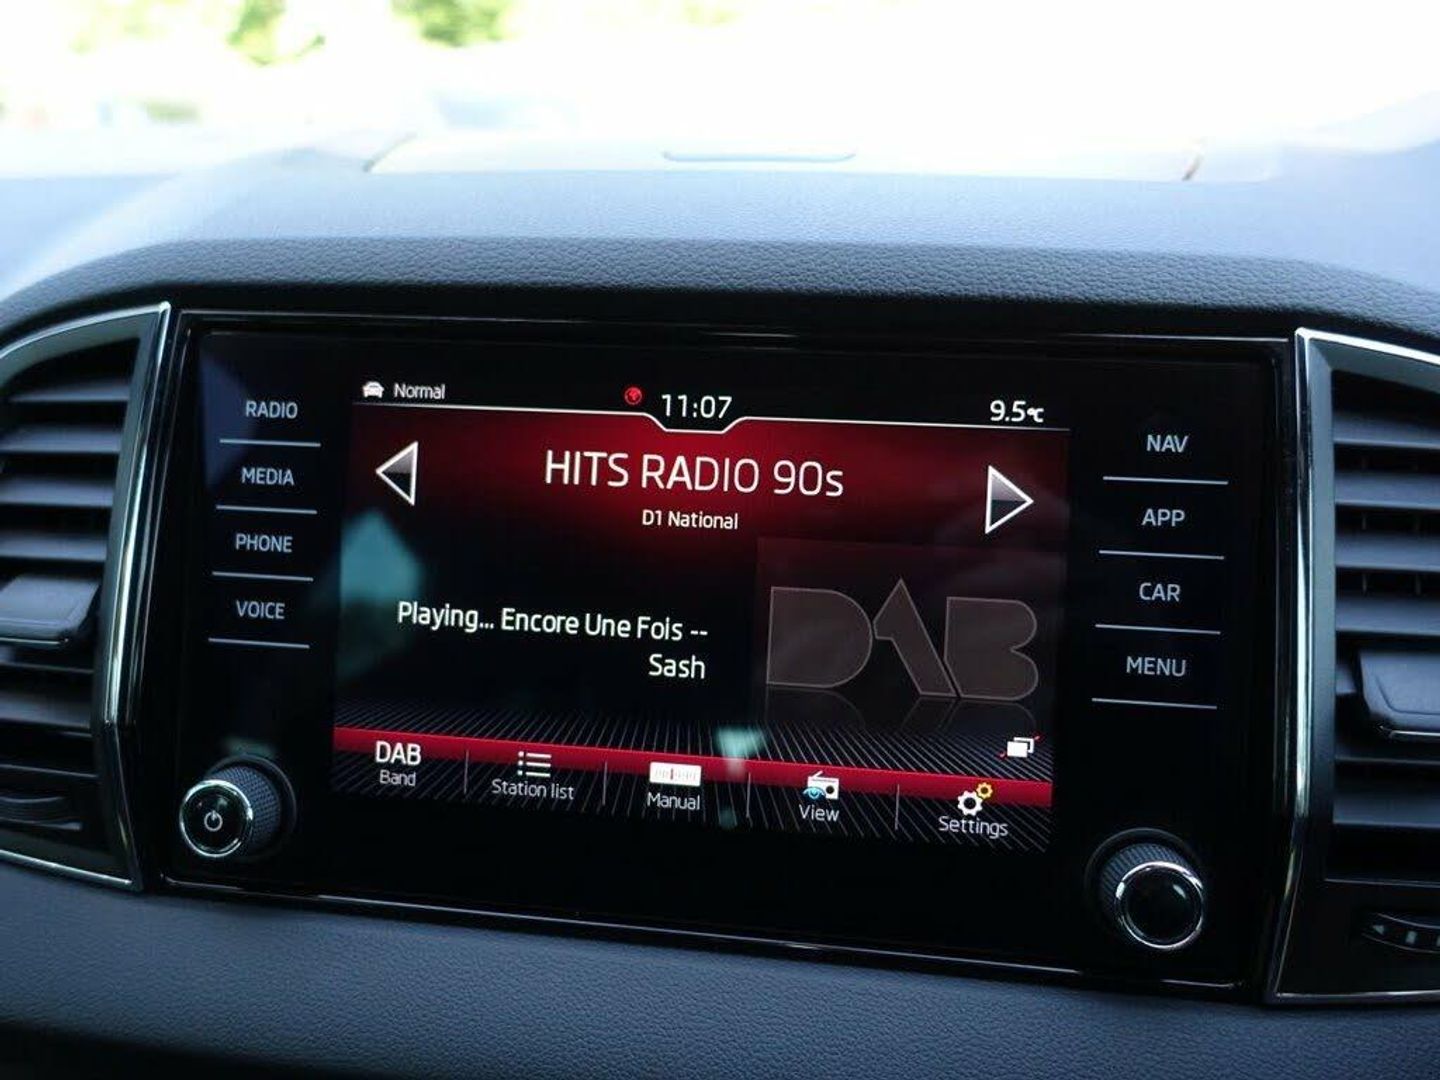 Normal
11:07
9.5°C
RADIO
MEDIA
PHONE
VOICE
HITS RADIO 90s
D1 National
Playing... Encore Une Fois --
Sash
DAB
DAB
Band
Station list
Manual
View
Settings
NAV
APP
CAR
MENU